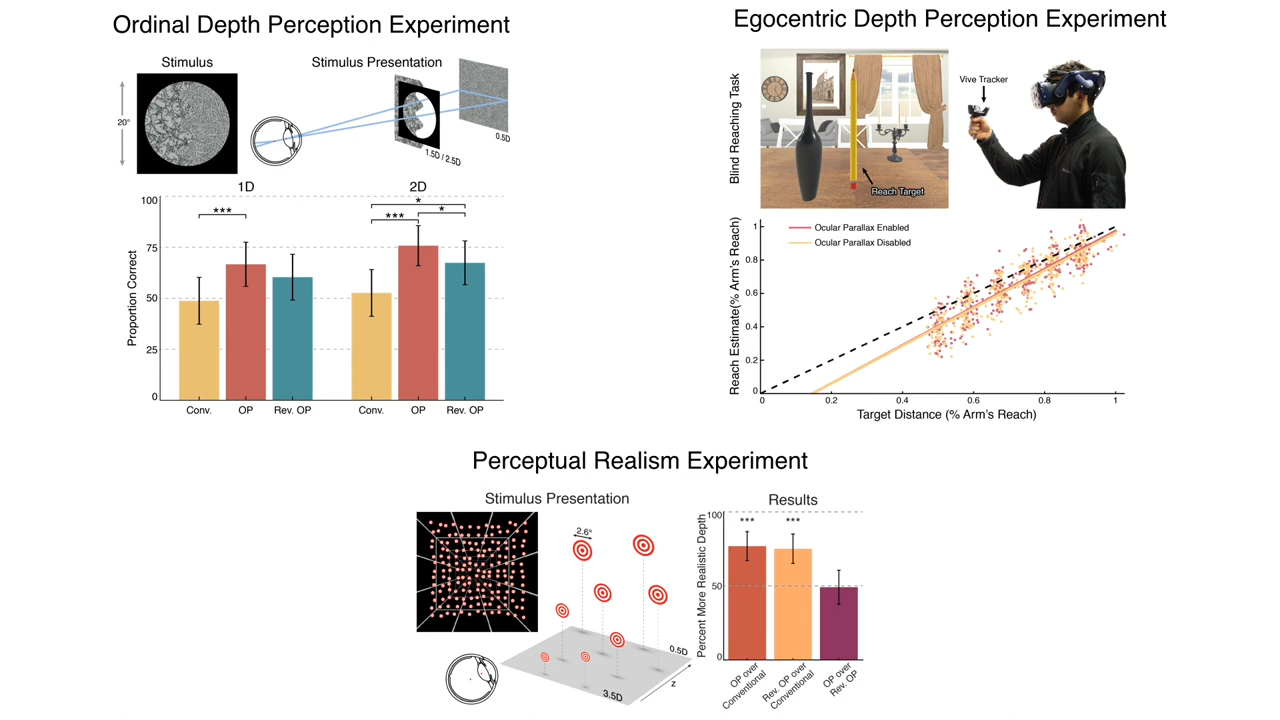 Ordinal Depth Perception Experiment
Stimulus
Stimulus Presentation
20°
0.5D
1.5D / 2.5D
1D
2D
***
*
***
*
Proportion Correct
100
75
50
25
0
Conv.
OP
Rev. OP
Conv.
OP
Rev. OP
Egocentric Depth Perception Experiment
Blind Reaching Task
Vive Tracker
Reach Target
Ocular Parallax Enabled
Ocular Parallax Disabled
Reach Estimate(% Arm's Reach)
1
0.8
0.6
0.4
0.2
0
0
0.2
0.4
0.6
0.8
1
Target Distance (% Arm's Reach)
Perceptual Realism Experiment
Stimulus Presentation
2.6°
0.5D
z
3.5D
Results
Percent More Realistic Depth
100
50
0
***
***
OP over
Conventional
Rev. OP over
Conventional
OP over
Rev. OP